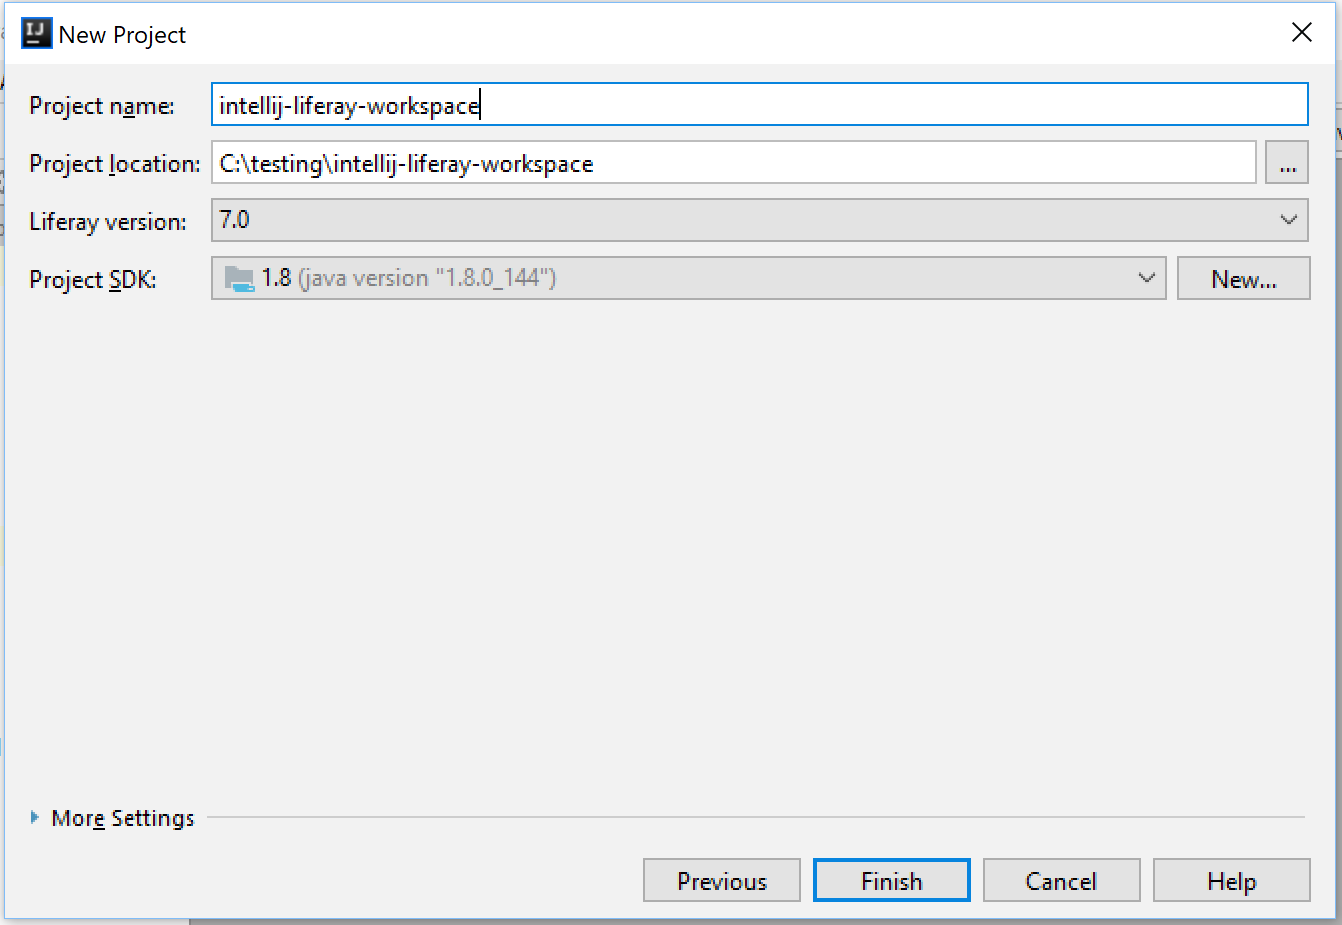 IJ New Project
Project name: intellij-liferay-workspace
Project location: C:\testing\intellij-liferay-workspace ...
Liferay version: 7.0
Project SDK: 1.8 (java version "1.8.0_144") New...
More Settings
Previous Finish Cancel Help